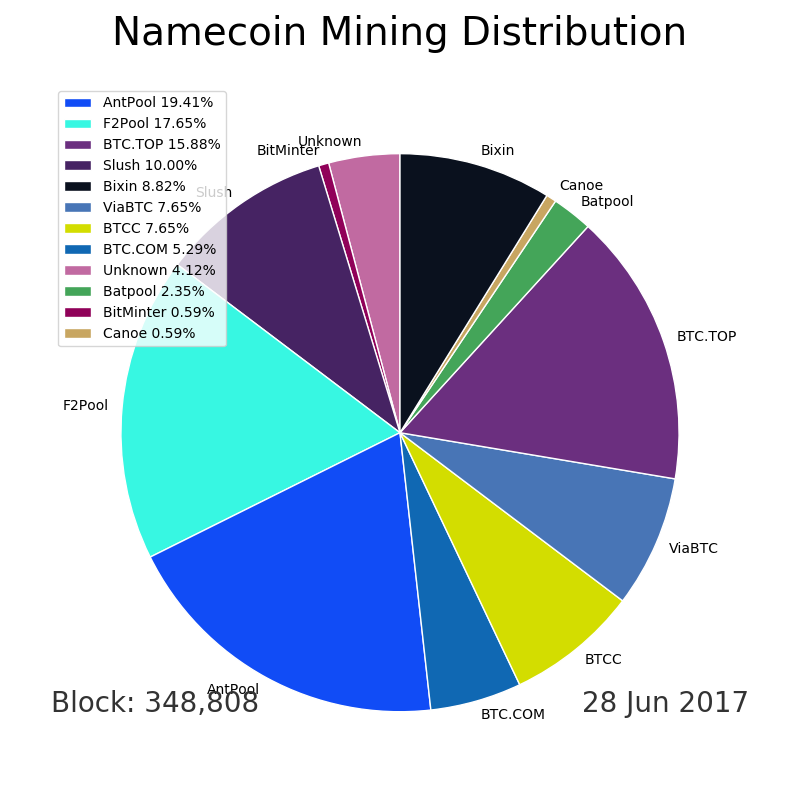 Namecoin Mining Distribution
AntPool 19.41%
F2Pool 17.65%
BTC.TOP 15.88%
Slush 10.00%
Bixin 8.82%
ViaBTC 7.65%
BTCC 7.65%
BTC.COM 5.29%
Unknown 4.12%
Batpool 2.35%
BitMinter 0.59%
Canoe 0.59%
Unknown
BitMinter
Bixin
Canoe
Slush
Batpool
BTC.TOP
F2Pool
ViaBTC
BTCC
AntPool
BTC.COM
Block: 348,808
28 Jun 2017